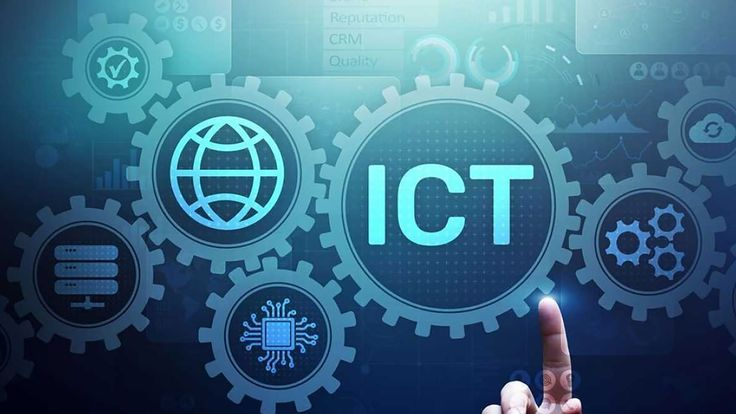 Reputation
CRM
Quality
ICT